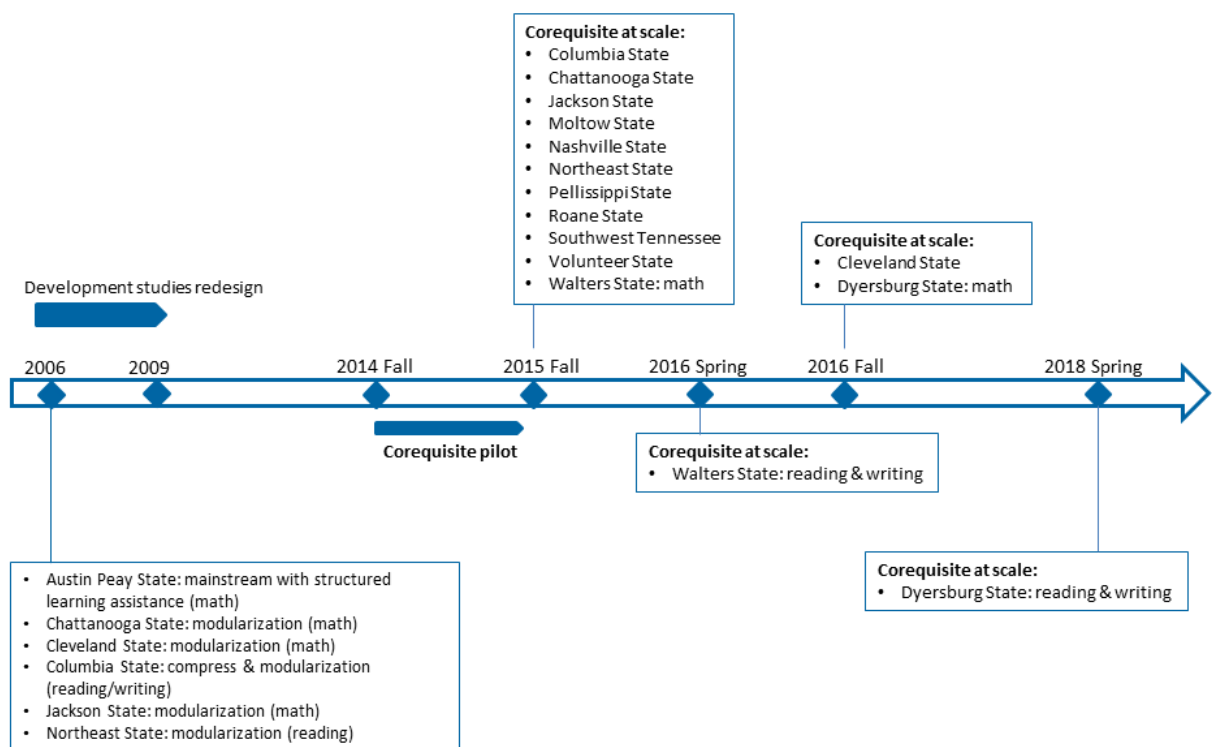 Corequisite at scale:
• Columbia State
• Chattanooga State
• Jackson State
• Moltow State
• Nashville State
• Northeast State
• Pellissippi State
• Roane State
• Southwest Tennessee
• Volunteer State
• Walters State: math
Corequisite at scale:
• Cleveland State
• Dyersburg State: math
Development studies redesign
2006
2009
2014 Fall
2015 Fall
2016 Spring
2016 Fall
2018 Spring
Corequisite pilot
Corequisite at scale:
• Walters State: reading & writing
Corequisite at scale:
• Dyersburg State: reading & writing
• Austin Peay State: mainstream with structured
learning assistance (math)
• Chattanooga State: modularization (math)
• Cleveland State: modularization (math)
• Columbia State: compress & modularization
(reading/writing)
• Jackson State: modularization (math)
• Northeast State: modularization (reading)